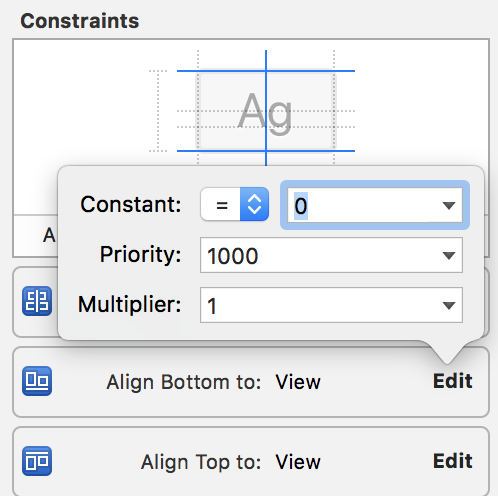 Constraints
Ag
Constant: = 0
A
Priority: 1000
Multiplier: 1
Align Bottom to: View Edit
Align Top to: View Edit